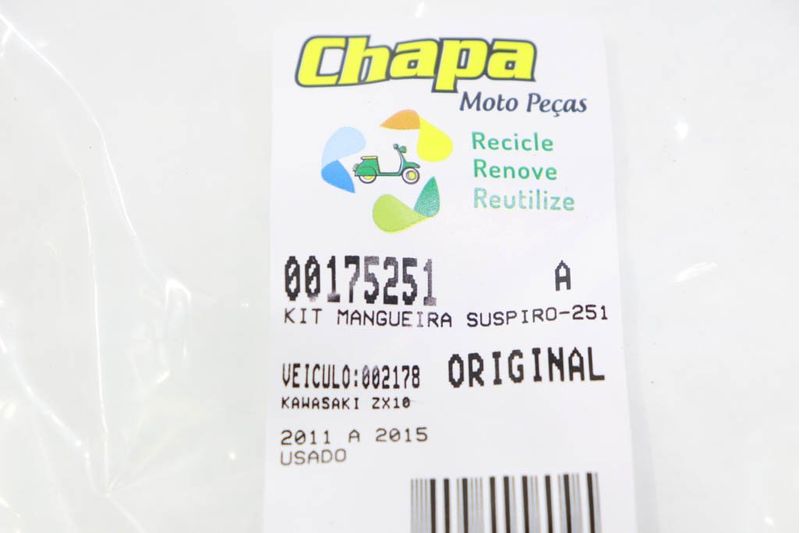 Chapa
Moto Peças
Recicle
Renove
Reutilize
00175251 A
KIT MANGUEIRA SUSPIRO-251
VEICULO:002178 ORIGINAL
KAWASAKI ZX10
2011 A 2015
USADO